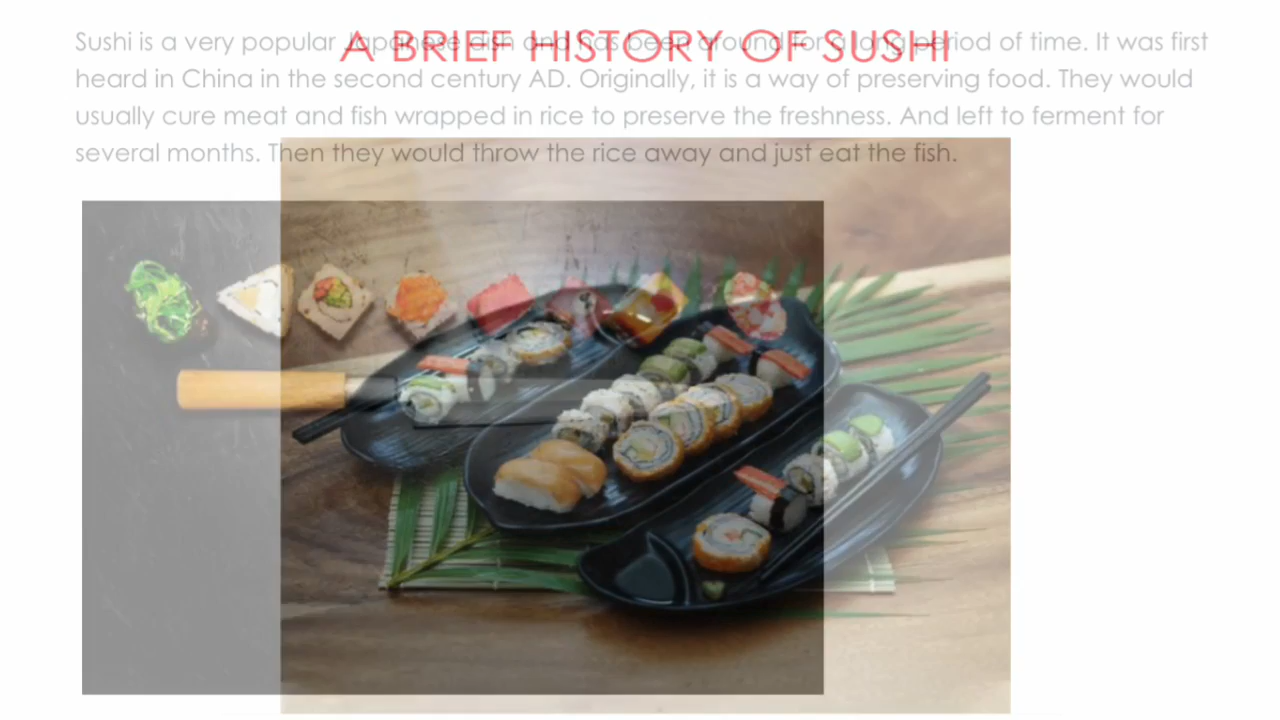 A BRIEF HISTORY OF SUSHI
Sushi is a very popular Japanese dish and has been around for a long period of time. It was first
heard in China in the second century AD. Originally, it is a way of preserving food. They would
usually cure meat and fish wrapped in rice to preserve the freshness. And left to ferment for
several months. Then they would throw the rice away and just eat the fish.